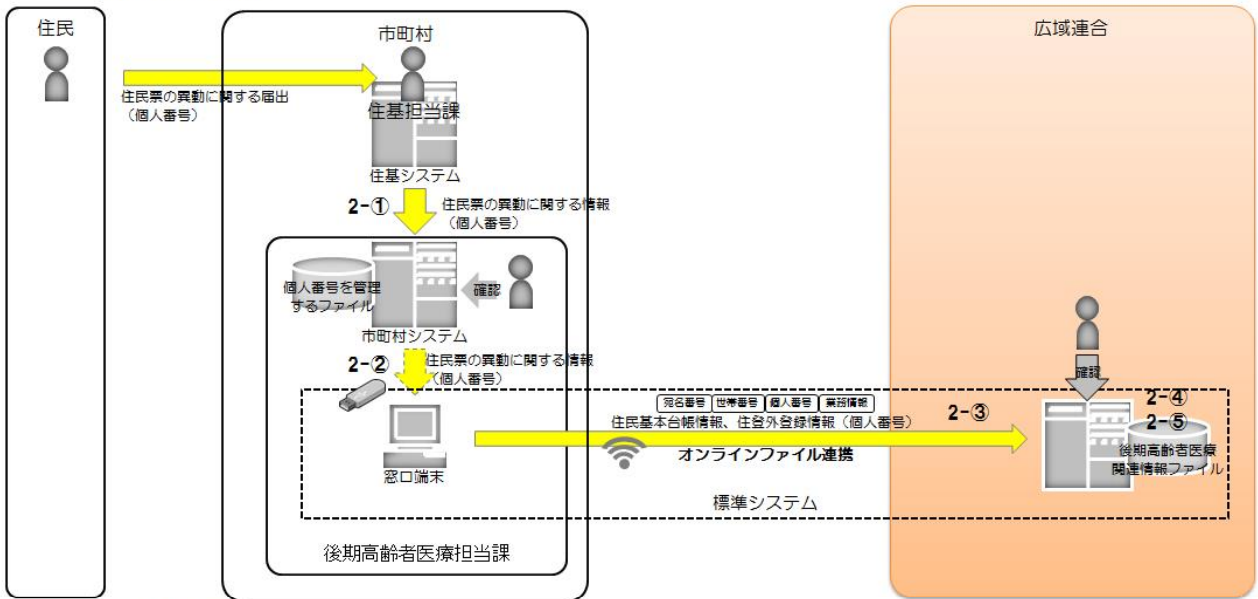 住民
市町村
広域連合
住民票の異動に関する届出
（個人番号）
住基担当課
住基システム
2-①
住民票の異動に関する情報
（個人番号）
個人番号を管理
するファイル
確認
市町村システム
2-②
住民票の異動に関する情報
（個人番号）
窓口端末
宛名番号 世帯番号 個人番号 業務情報
住民基本台帳情報、住登外登録情報（個人番号）
2-③
オンラインファイル連携
確認
2-④
2-⑤
後期高齢者医療
関連情報ファイル
標準システム
後期高齢者医療担当課